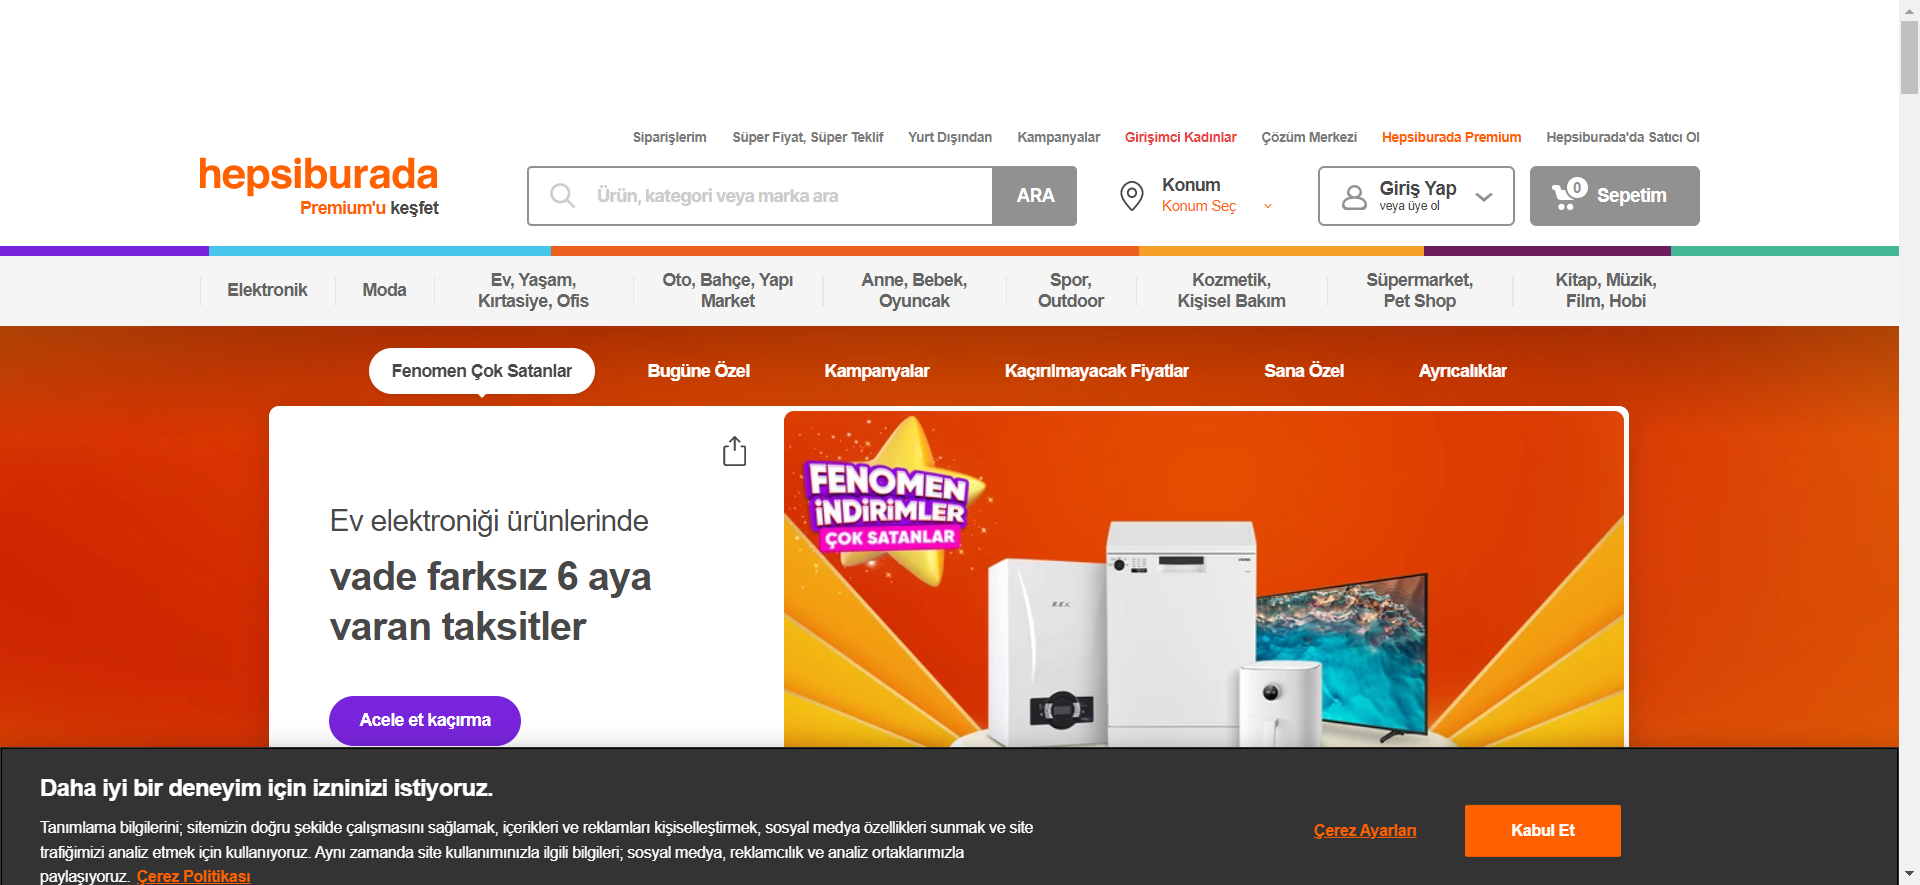 Siparişlerim Süper Fiyat, Süper Teklif Yurt Dışından Kampanyalar Girişimci Kadınlar Çözüm Merkezi Hepsiburada Premium Hepsiburada'da Satıcı Ol
hepsiburada
Premium'u keşfet
Ürün, kategori veya marka ara
ARA
Konum
Konum Seç
Giriş Yap
veya üye ol
0
Sepetim
Elektronik
Moda
Ev, Yaşam,
Kırtasiye, Ofis
Oto, Bahçe, Yapı
Market
Anne, Bebek,
Oyuncak
Spor,
Outdoor
Kozmetik,
Kişisel Bakım
Süpermarket,
Pet Shop
Kitap, Müzik,
Film, Hobi
Fenomen Çok Satanlar Bugüne Özel Kampanyalar Kaçırılmayacak Fiyatlar Sana Özel Ayrıcalıklar
Ev elektroniği ürünlerinde
vade farksız 6 aya
varan taksitler
Acele et kaçırma
FENOMEN
İNDİRİMLER
ÇOK SATANLAR
Daha iyi bir deneyim için izninizi istiyoruz.
Tanımlama bilgilerini; sitemizin doğru şekilde çalışmasını sağlamak, içerikleri ve reklamları kişiselleştirmek, sosyal medya özellikleri sunmak ve site
trafiğimizi analiz etmek için kullanıyoruz. Aynı zamanda site kullanımınızla ilgili bilgileri; sosyal medya, reklamcılık ve analiz ortaklarımızla
paylaşıyoruz. Çerez Politikası
Çerez Ayarları
Kabul Et